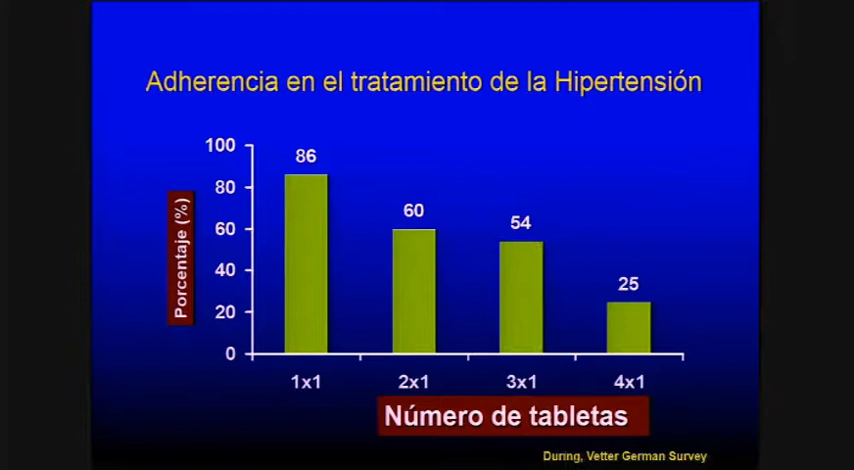 Adherencia en el tratamiento de la Hipertensión
100
80
60
40
20
0
Porcentaje (%)
86
60
54
25
1x1
2x1
3x1
4x1
Número de tabletas
During, Vetter German Survey